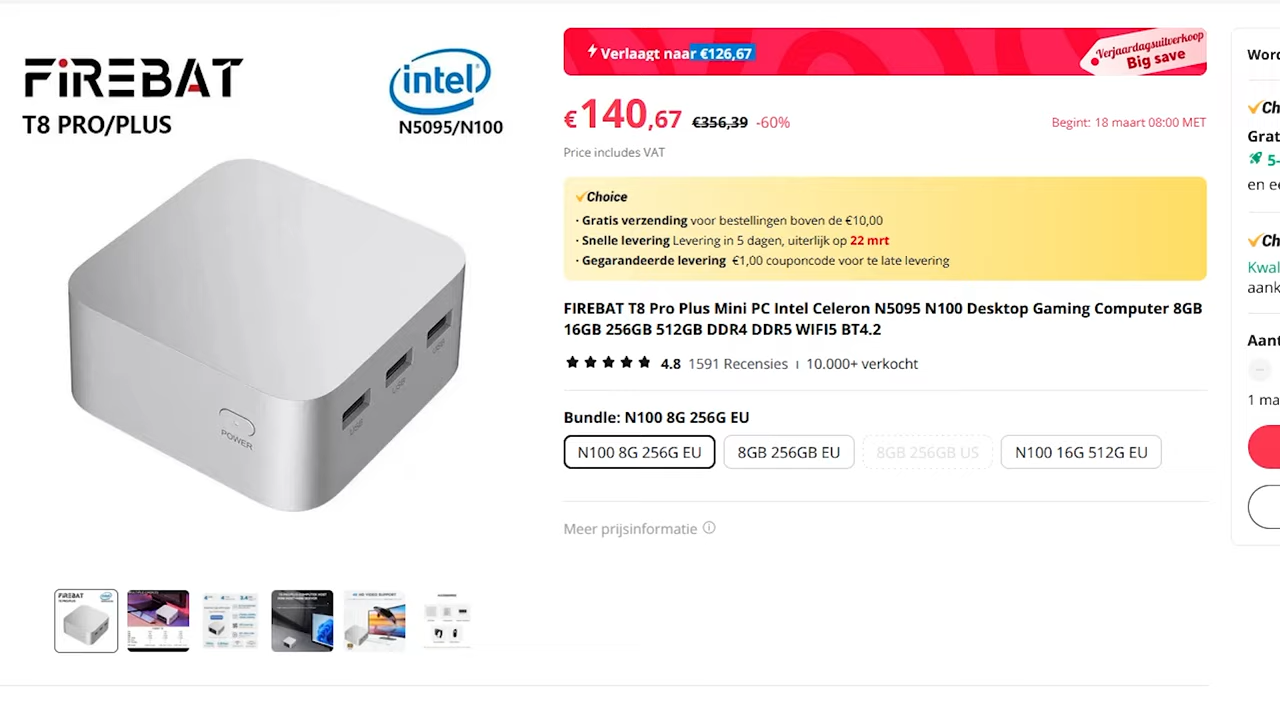 FIREBAT
T8 PRO/PLUS
intel
N5095/N100
USB
USB
USB
POWER
Verlaagt naar €126,67
Verjaardagsuitverkoop
Big save
€140,67 €356,39 -60%
Begint: 18 maart 08:00 MET
Price includes VAT
Choice
· Gratis verzending voor bestellingen boven de €10,00
· Snelle levering Levering in 5 dagen, uiterlijk op 22 mrt
· Gegarandeerde levering €1,00 couponcode voor te late levering
FIREBAT T8 Pro Plus Mini PC Intel Celeron N5095 N100 Desktop Gaming Computer 8GB
16GB 256GB 512GB DDR4 DDR5 WIFI5 BT4.2
4.8 1591 Recensies 10.000+ verkocht
Bundle: N100 8G 256G EU
N100 8G 256G EU 8GB 256GB EU 8GB 256GB US N100 16G 512G EU
Meer prijsinformatie
FIREBAT
4K HD VIDEO SUPPORT
Word
Ch
Grat
5-
en ee
Ch
Kwal
aank
Aant
1 ma